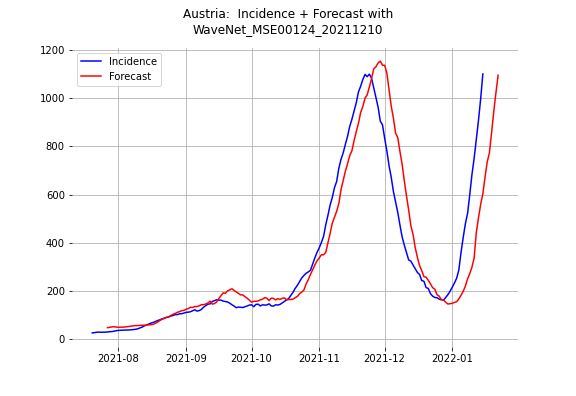 Austria:  Incidence + Forecast with
WaveNet_MSE00124_20211210
Incidence
Forecast
1200
1000
800
600
400
200
0
2021-08 2021-09 2021-10 2021-11 2021-12 2022-01